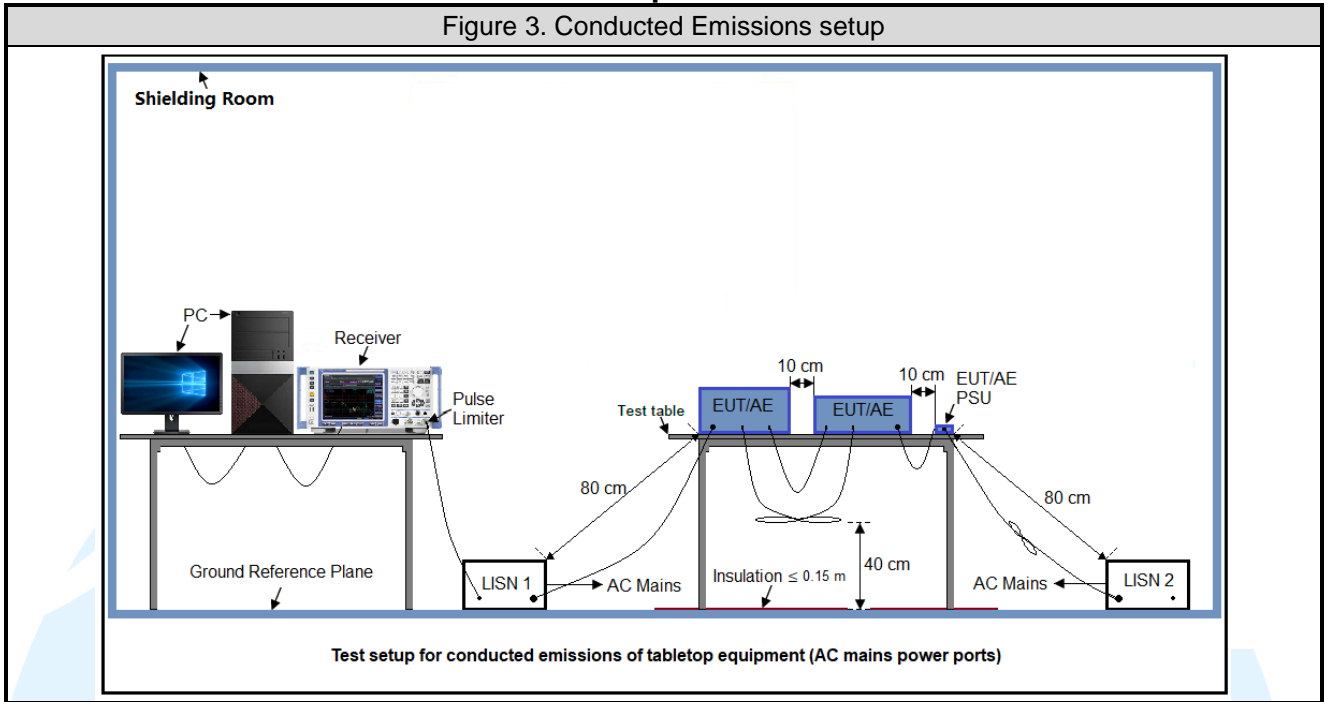 Figure 3. Conducted Emissions setup
Shielding Room
PC
Receiver
Pulse
Limiter
10 cm
10 cm
EUT/AE
PSU
Test table
EUT/AE
EUT/AE
80 cm
80 cm
40 cm
Ground Reference Plane
LISN 1
AC Mains
Insulation ≤ 0.15 m
AC Mains
LISN 2
Test setup for conducted emissions of tabletop equipment (AC mains power ports)